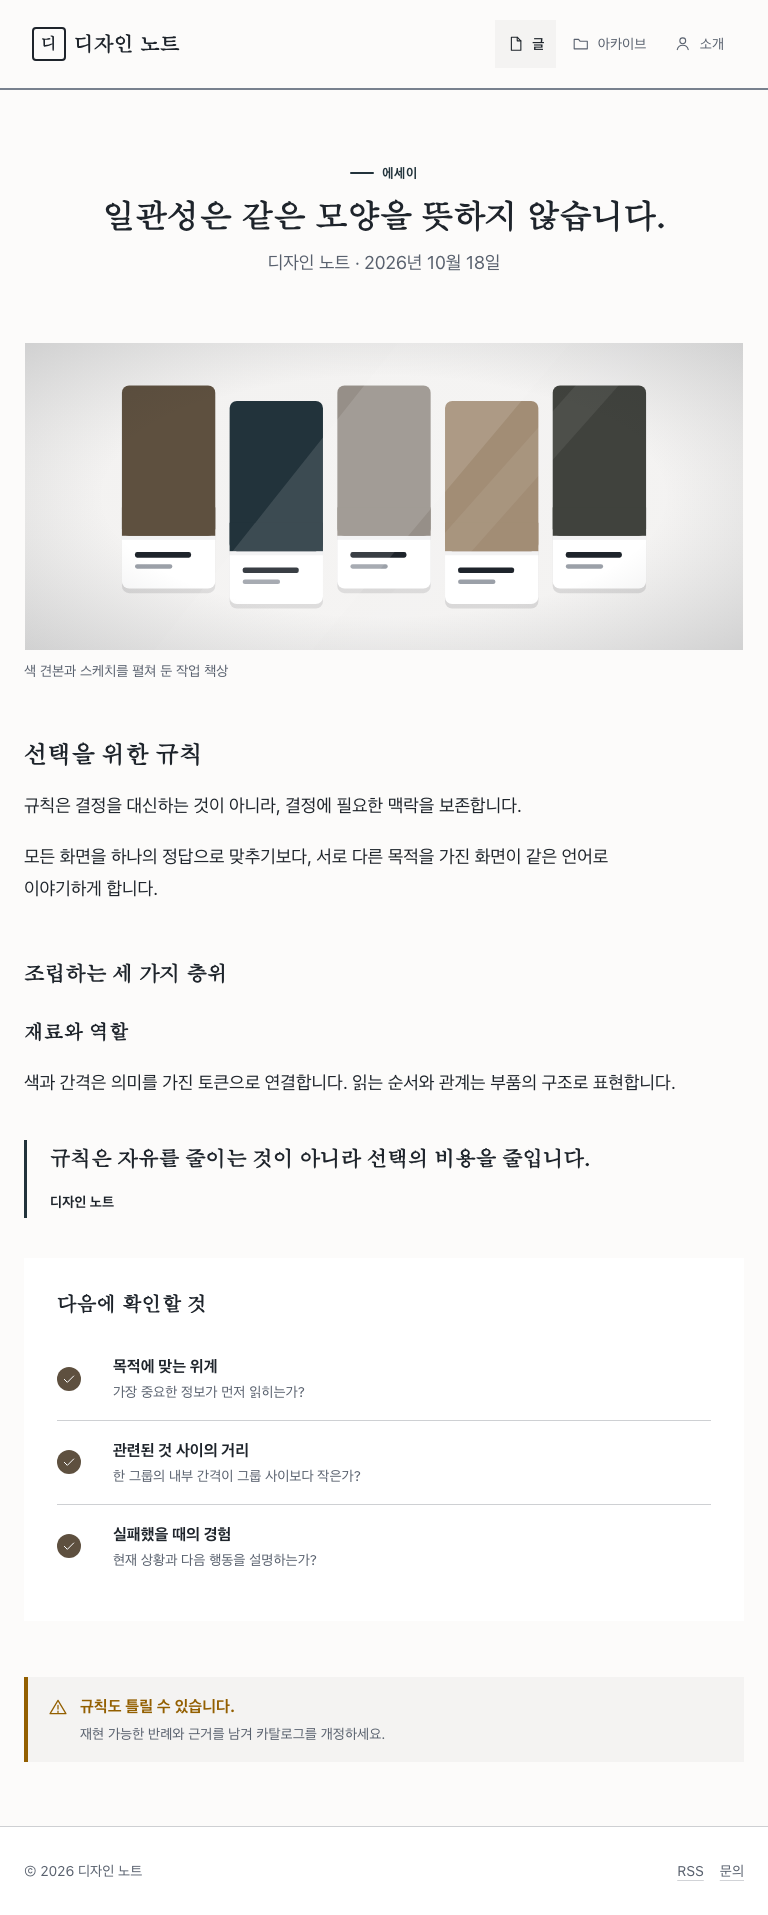 디 디자인 노트
글 아카이브 소개
에세이
일관성은 같은 모양을 뜻하지 않습니다.
디자인 노트 · 2026년 10월 18일
색 견본과 스케치를 펼쳐 둔 작업 책상
선택을 위한 규칙
규칙은 결정을 대신하는 것이 아니라, 결정에 필요한 맥락을 보존합니다.
모든 화면을 하나의 정답으로 맞추기보다, 서로 다른 목적을 가진 화면이 같은 언어로
이야기하게 합니다.
조립하는 세 가지 층위
재료와 역할
색과 간격은 의미를 가진 토큰으로 연결합니다. 읽는 순서와 관계는 부품의 구조로 표현합니다.
규칙은 자유를 줄이는 것이 아니라 선택의 비용을 줄입니다.
디자인 노트
다음에 확인할 것
목적에 맞는 위계
가장 중요한 정보가 먼저 읽히는가?
관련된 것 사이의 거리
한 그룹의 내부 간격이 그룹 사이보다 작은가?
실패했을 때의 경험
현재 상황과 다음 행동을 설명하는가?
규칙도 틀릴 수 있습니다.
재현 가능한 반례와 근거를 남겨 카탈로그를 개정하세요.
© 2026 디자인 노트
RSS 문의